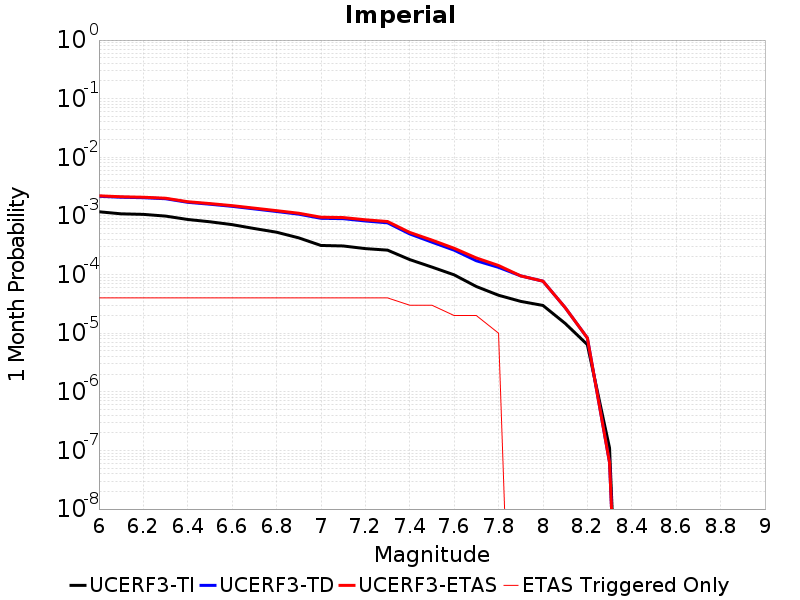 Imperial
1 Month Probability
10^0
10^-1
10^-2
10^-3
10^-4
10^-5
10^-6
10^-7
10^-8
6 6.2 6.4 6.6 6.8 7 7.2 7.4 7.6 7.8 8 8.2 8.4 8.6 8.8 9
Magnitude
UCERF3-TI UCERF3-TD UCERF3-ETAS ETAS Triggered Only